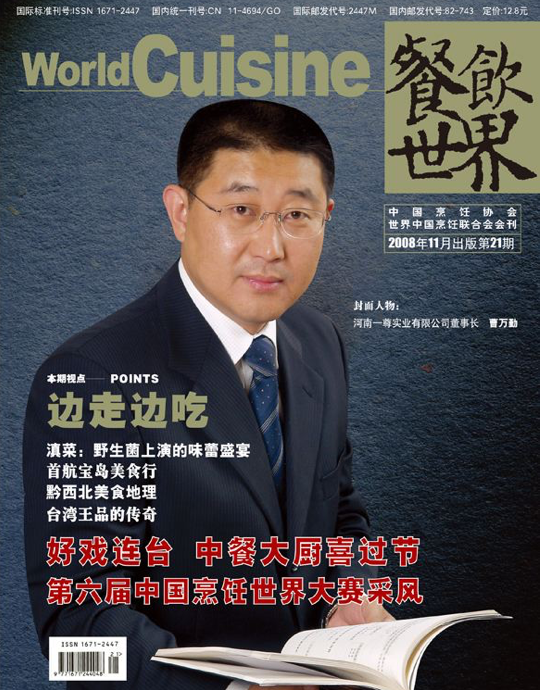 国际标准刊号:ISSN 1671-2447 国内统一刊号:CN 11-4694/GO 国际邮发代号:2447M 国内邮发代号:82-743 定价:12.8元
World Cuisine
餐飲
世界
中国烹饪协会
世界中国烹饪联合会会刊
2008年11月出版第21期
封面人物:
河南一尊实业有限公司董事长 曹万勤
本期视点 —— POINTS
边走边吃
滇菜：野生菌上演的味蕾盛宴
首航宝岛美食行
黔西北美食地理
台湾王品的传奇
好戏连台 中餐大厨喜过节
第六届中国烹饪世界大赛采风
ISSN 1671-2447
21>
9 771671 244048